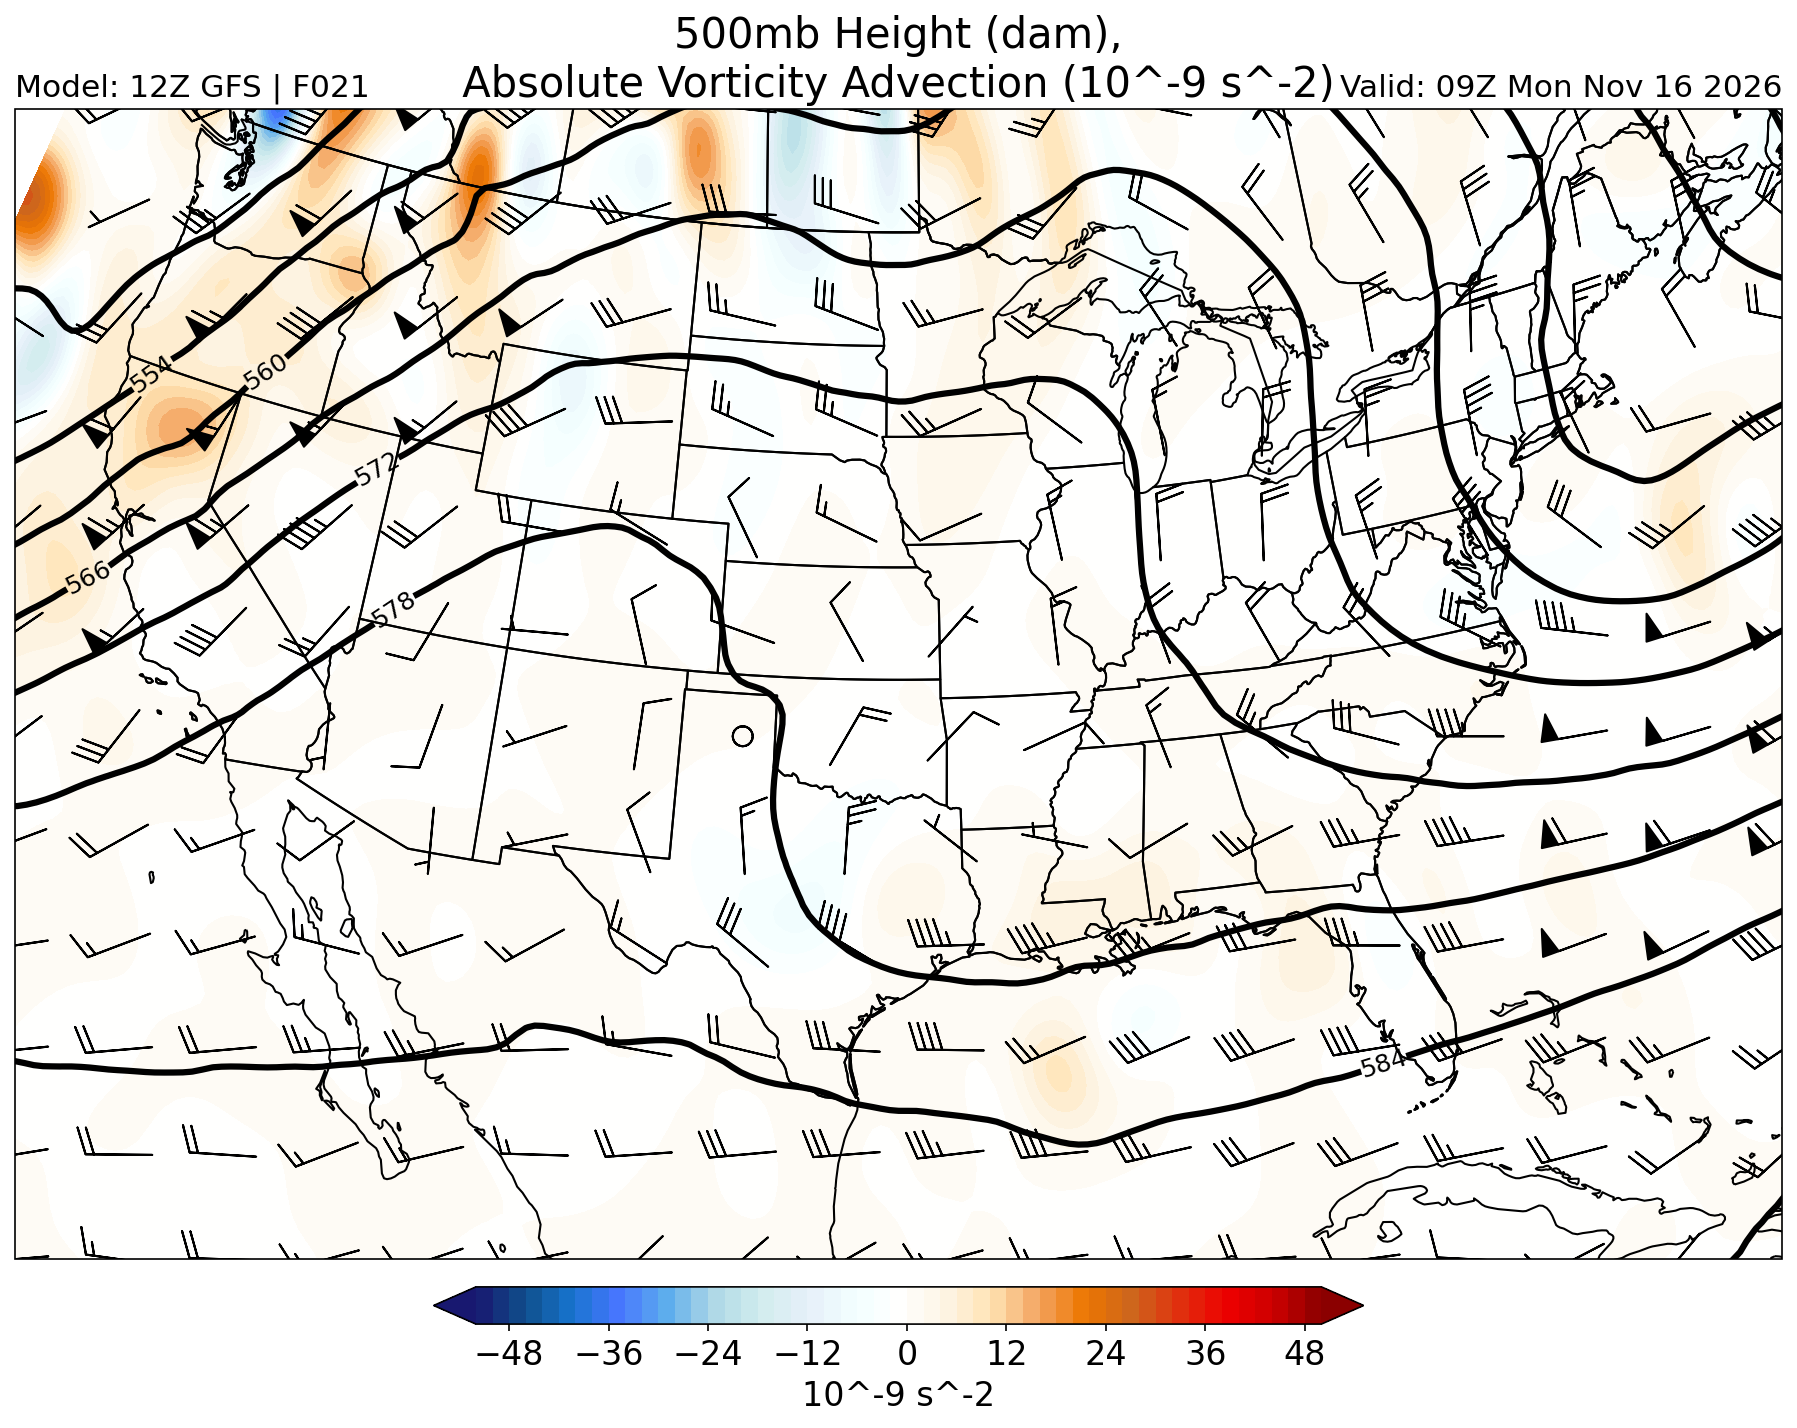 500mb Height (dam),
Model: 12Z GFS | F021
Absolute Vorticity Advection (10^-9 s^-2)
Valid: 09Z Mon Nov 16 2026
554
560
572
566
578
584
−48 −36 −24 −12 0 12 24 36 48
10^-9 s^-2